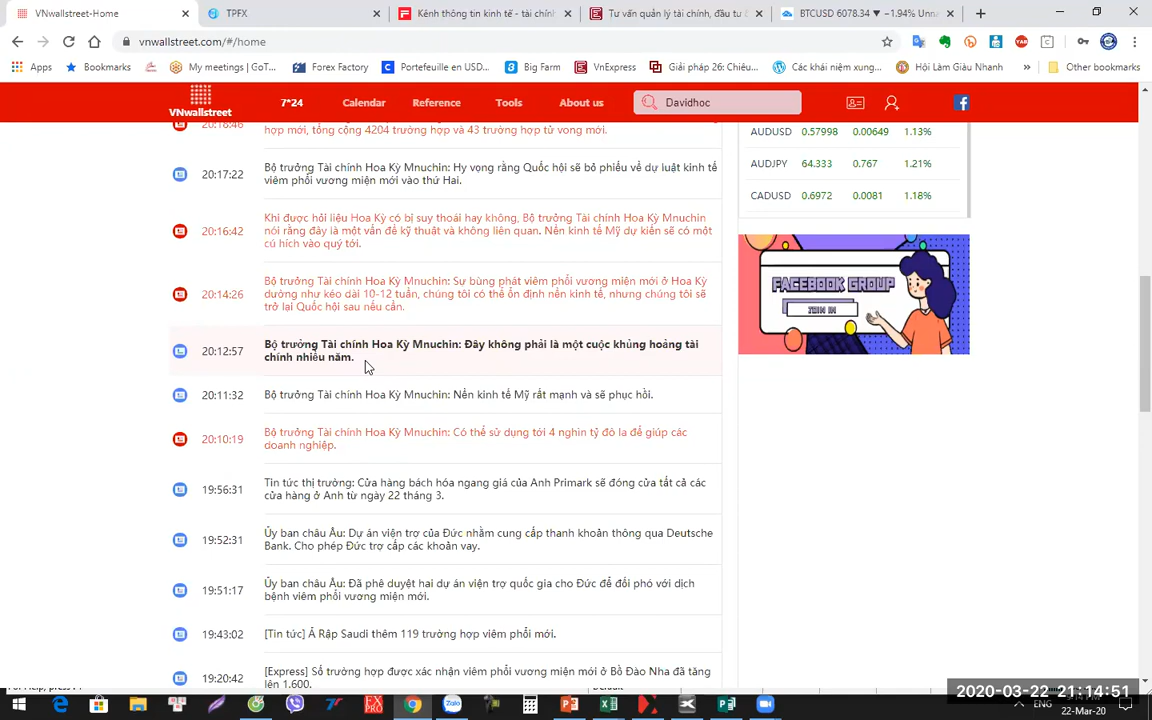 VNwallstreet-Home
TPFX
Kênh thông tin kinh tế - tài chính
Tư vấn quản lý tài chính, đầu tư
BTCUSD 6078.34 ▼ −1.94% Unna
vnwallstreet.com/#/home
Apps
Bookmarks
My meetings | GoT...
Forex Factory
Portefeuille en USD...
Big Farm
VnExpress
Giải pháp 26: Chiêu...
Các khái niệm xung...
Hội Làm Giàu Nhanh
»
Other bookmarks
VNwallstreet
7*24
Calendar
Reference
Tools
About us
Davidhoc
20:18:46
hợp mới, tổng cộng 4204 trường hợp và 43 trường hợp tử vong mới.
20:17:22
Bộ trưởng Tài chính Hoa Kỳ Mnuchin: Hy vọng rằng Quốc hội sẽ bỏ phiếu về dự luật kinh tế
viêm phổi vương miện mới vào thứ Hai.
20:16:42
Khi được hỏi liệu Hoa Kỳ có bị suy thoái hay không, Bộ trưởng Tài chính Hoa Kỳ Mnuchin
nói rằng đây là một vấn đề kỹ thuật và không liên quan. Nền kinh tế Mỹ dự kiến sẽ có một
cú hích vào quý tới.
20:14:26
Bộ trưởng Tài chính Hoa Kỳ Mnuchin: Sự bùng phát viêm phổi vương miện mới ở Hoa Kỳ
dường như kéo dài 10-12 tuần, chúng tôi có thể ổn định nền kinh tế, nhưng chúng tôi sẽ
trở lại Quốc hội sau nếu cần.
20:12:57
Bộ trưởng Tài chính Hoa Kỳ Mnuchin: Đây không phải là một cuộc khủng hoảng tài
chính nhiều năm.
20:11:32
Bộ trưởng Tài chính Hoa Kỳ Mnuchin: Nền kinh tế Mỹ rất mạnh và sẽ phục hồi.
20:10:19
Bộ trưởng Tài chính Hoa Kỳ Mnuchin: Có thể sử dụng tới 4 nghìn tỷ đô la để giúp các
doanh nghiệp.
19:56:31
Tin tức thị trường: Cửa hàng bách hóa ngang giá của Anh Primark sẽ đóng cửa tất cả các
cửa hàng ở Anh từ ngày 22 tháng 3.
19:52:31
Ủy ban châu Âu: Dự án viện trợ của Đức nhằm cung cấp thanh khoản thông qua Deutsche
Bank. Cho phép Đức trợ cấp các khoản vay.
19:51:17
Ủy ban châu Âu: Đã phê duyệt hai dự án viện trợ quốc gia cho Đức để đối phó với dịch
bệnh viêm phổi vương miện mới.
19:43:02
[Tin tức] Ả Rập Saudi thêm 119 trường hợp viêm phổi mới.
19:20:42
[Express] Số trường hợp được xác nhận viêm phổi vương miện mới ở Bồ Đào Nha đã tăng
lên 1.600.
AUDUSD 0.57998 0.00649 1.13%
AUDJPY 64.333 0.767 1.21%
CADUSD 0.6972 0.0081 1.18%
FACEBOOK GROUP
JOIN IN
2020-03-22 21:14:51
ENG
22-Mar-20